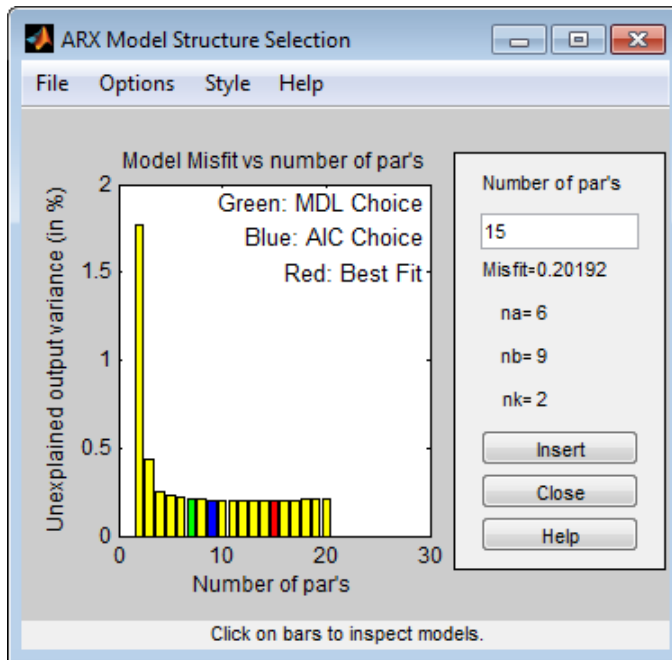 ARX Model Structure Selection
File Options Style Help
Model Misfit vs number of par's
Unexplained output variance (in %)
2
1.5
1
0.5
0
Green: MDL Choice
Blue: AIC Choice
Red: Best Fit
0 10 20 30
Number of par's
Number of par's
15
Misfit=0.20192
na= 6
nb= 9
nk= 2
Insert
Close
Help
Click on bars to inspect models.